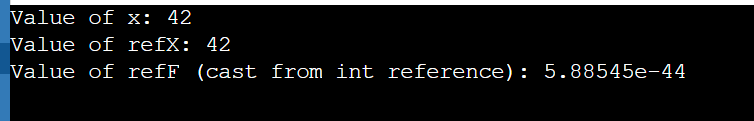 Value of x: 42
Value of refX: 42
Value of refF (cast from int reference): 5.88545e-44